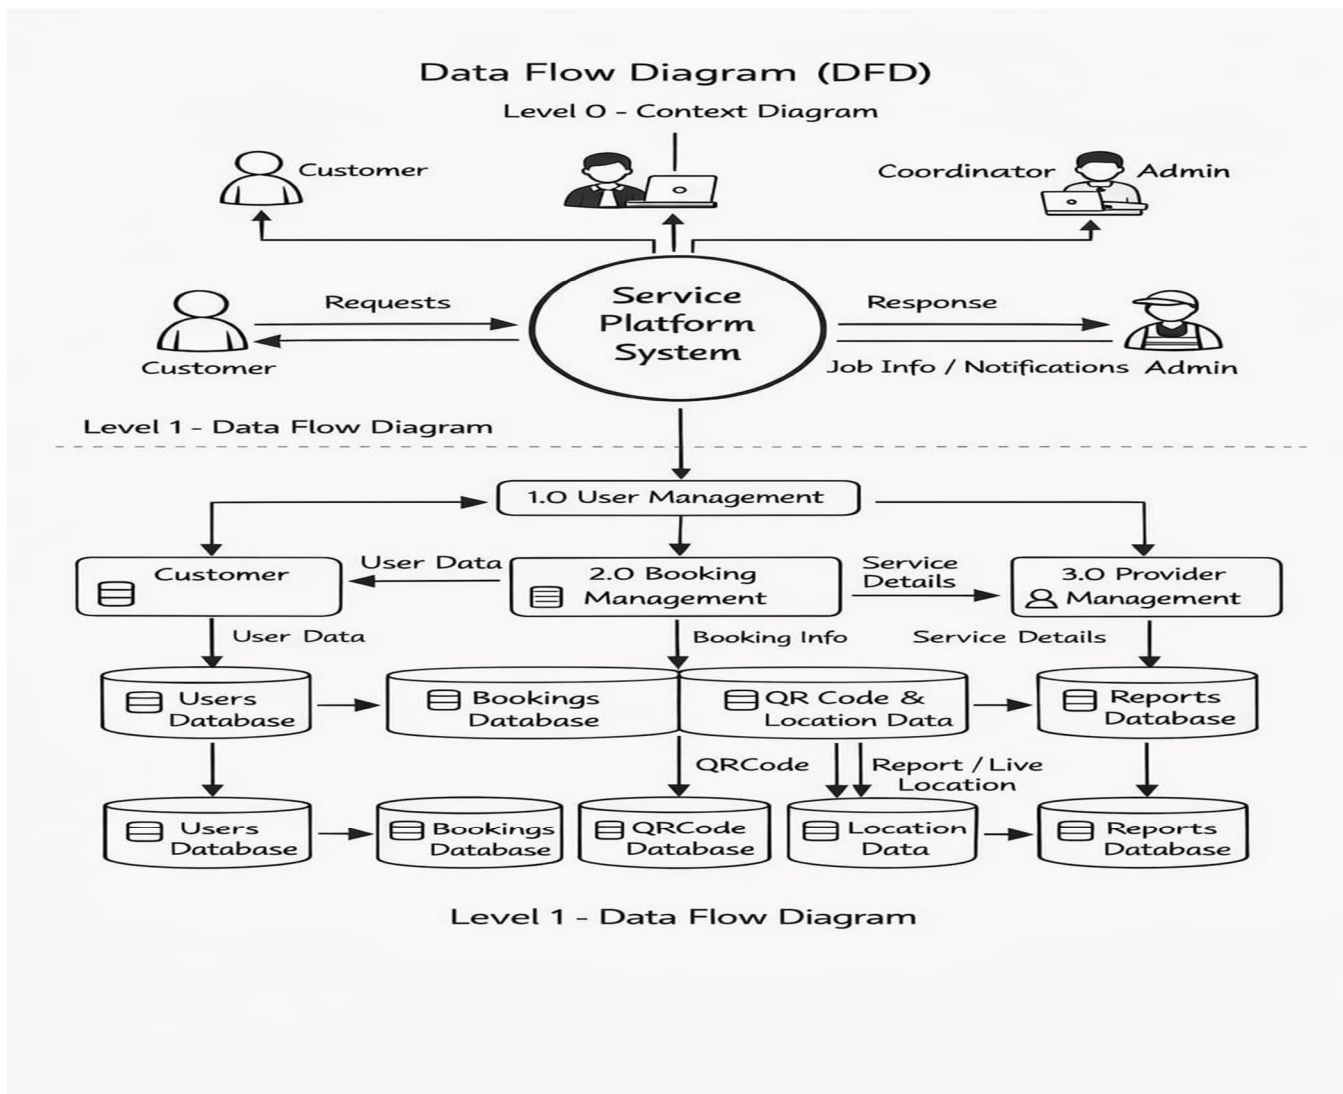 Data Flow Diagram (DFD)
Level 0 - Context Diagram
Customer
Coordinator
Admin
Requests
Service
Platform
System
Response
Customer
Job Info / Notifications
Admin
Level 1 - Data Flow Diagram
1.0 User Management
Customer
User Data
2.0 Booking
Management
Service
Details
3.0 Provider
Management
User Data
Booking Info
Service Details
Users
Database
Bookings
Database
QR Code &
Location Data
Reports
Database
QRCode
Report / Live
Location
Users
Database
Bookings
Database
QRCode
Database
Location
Data
Reports
Database
Level 1 - Data Flow Diagram